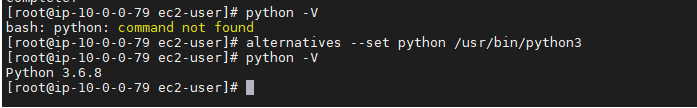 Complete!
[root@ip-10-0-0-79 ec2-user]# python -V
bash: python: command not found
[root@ip-10-0-0-79 ec2-user]# alternatives --set python /usr/bin/python3
[root@ip-10-0-0-79 ec2-user]# python -V
Python 3.6.8
[root@ip-10-0-0-79 ec2-user]#